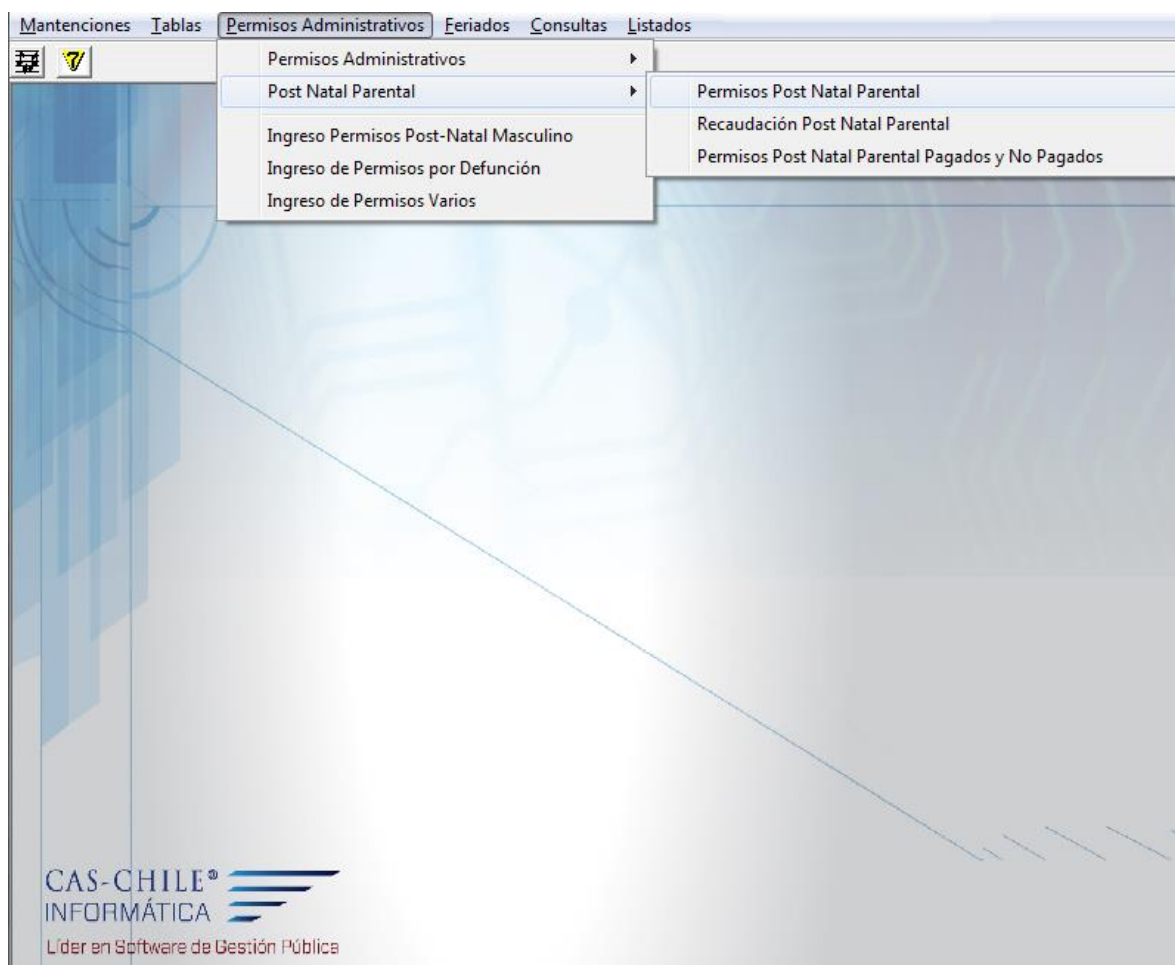 Mantenciones Tablas Permisos Administrativos Feriados Consultas Listados
Permisos Administrativos
Post Natal Parental
Ingreso Permisos Post-Natal Masculino
Ingreso de Permisos por Defunción
Ingreso de Permisos Varios
Permisos Post Natal Parental
Recaudación Post Natal Parental
Permisos Post Natal Parental Pagados y No Pagados
CAS-CHILE®
INFORMÁTICA
Líder en Software de Gestión Pública